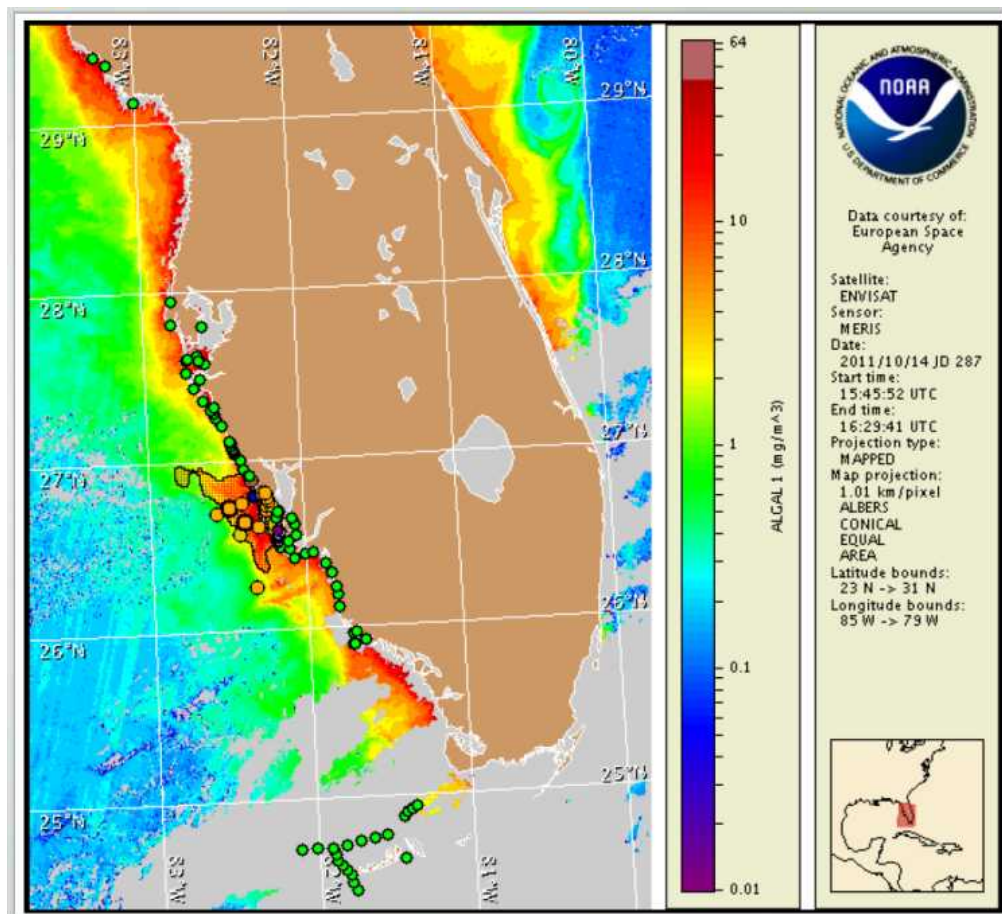 83°W
82°W
81°W
80°W
29°N
29°N
28°N
28°N
27°N
27°N
26°N
26°N
25°N
25°N
83°W
82°W
81°W
64
10
1
0.1
0.01
ALGAL 1 (mg/m^3)
NATIONAL OCEANIC AND ATMOSPHERIC ADMINISTRATION
NOAA
U.S. DEPARTMENT OF COMMERCE
Data courtesy of:
European Space
Agency
Satellite:
ENVISAT
Sensor:
MERIS
Date:
2011/10/14 JD 287
Start time:
15:45:52 UTC
End time:
16:29:41 UTC
Projection type:
MAPPED
Map projection:
1.01 km/pixel
ALBERS
CONICAL
EQUAL
AREA
Latitude bounds:
23 N -> 31 N
Longitude bounds:
85 W -> 79 W